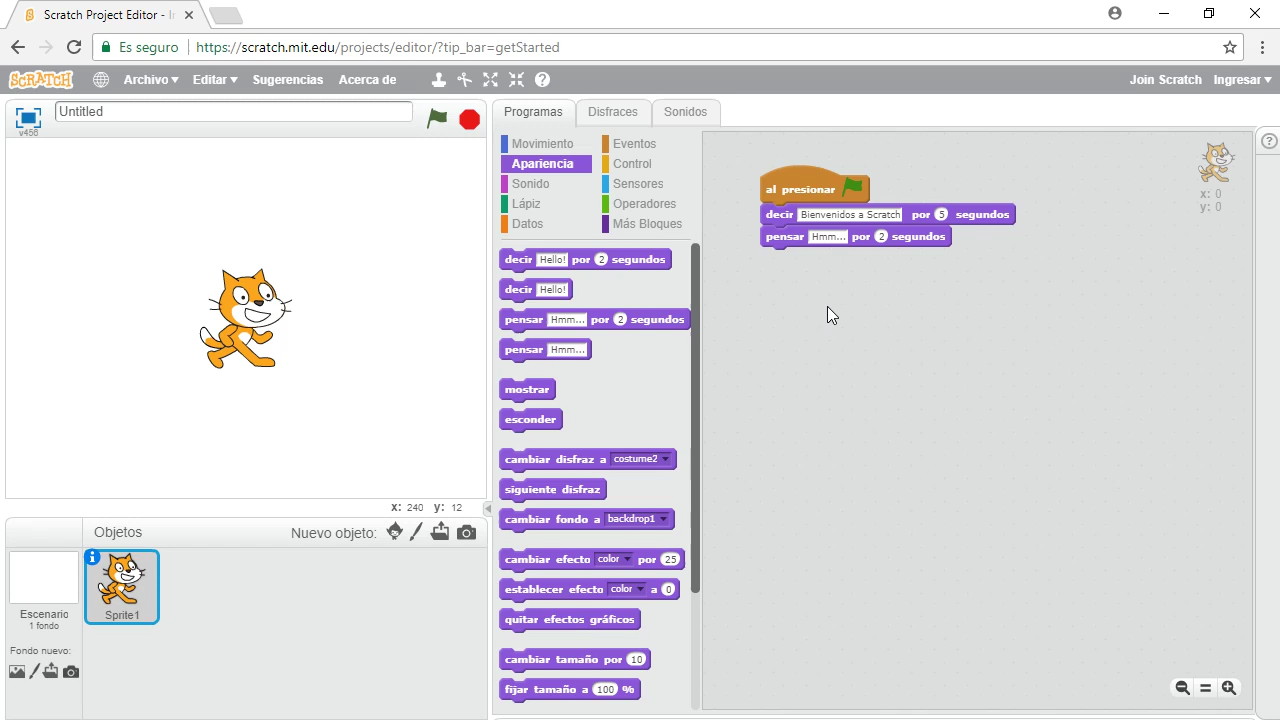 Scratch Project Editor - I
Es seguro
https://scratch.mit.edu/projects/editor/?tip_bar=getStarted
SCRATCH
Archivo
Editar
Sugerencias
Acerca de
Join Scratch
Ingresar
v456
Untitled
Programas
Disfraces
Sonidos
Movimiento
Eventos
Apariencia
Control
Sonido
Sensores
Lápiz
Operadores
Datos
Más Bloques
decir Hello! por 2 segundos
decir Hello!
pensar Hmm... por 2 segundos
pensar Hmm...
mostrar
esconder
cambiar disfraz a costume2
siguiente disfraz
cambiar fondo a backdrop1
cambiar efecto color por 25
establecer efecto color a 0
quitar efectos gráficos
cambiar tamaño por 10
fijar tamaño a 100 %
al presionar
decir Bienvenidos a Scratch por 5 segundos
pensar Hmm... por 2 segundos
x: 0
y: 0
x: 240 y: 12
Objetos
Nuevo objeto:
Escenario
1 fondo
Fondo nuevo:
Sprite1